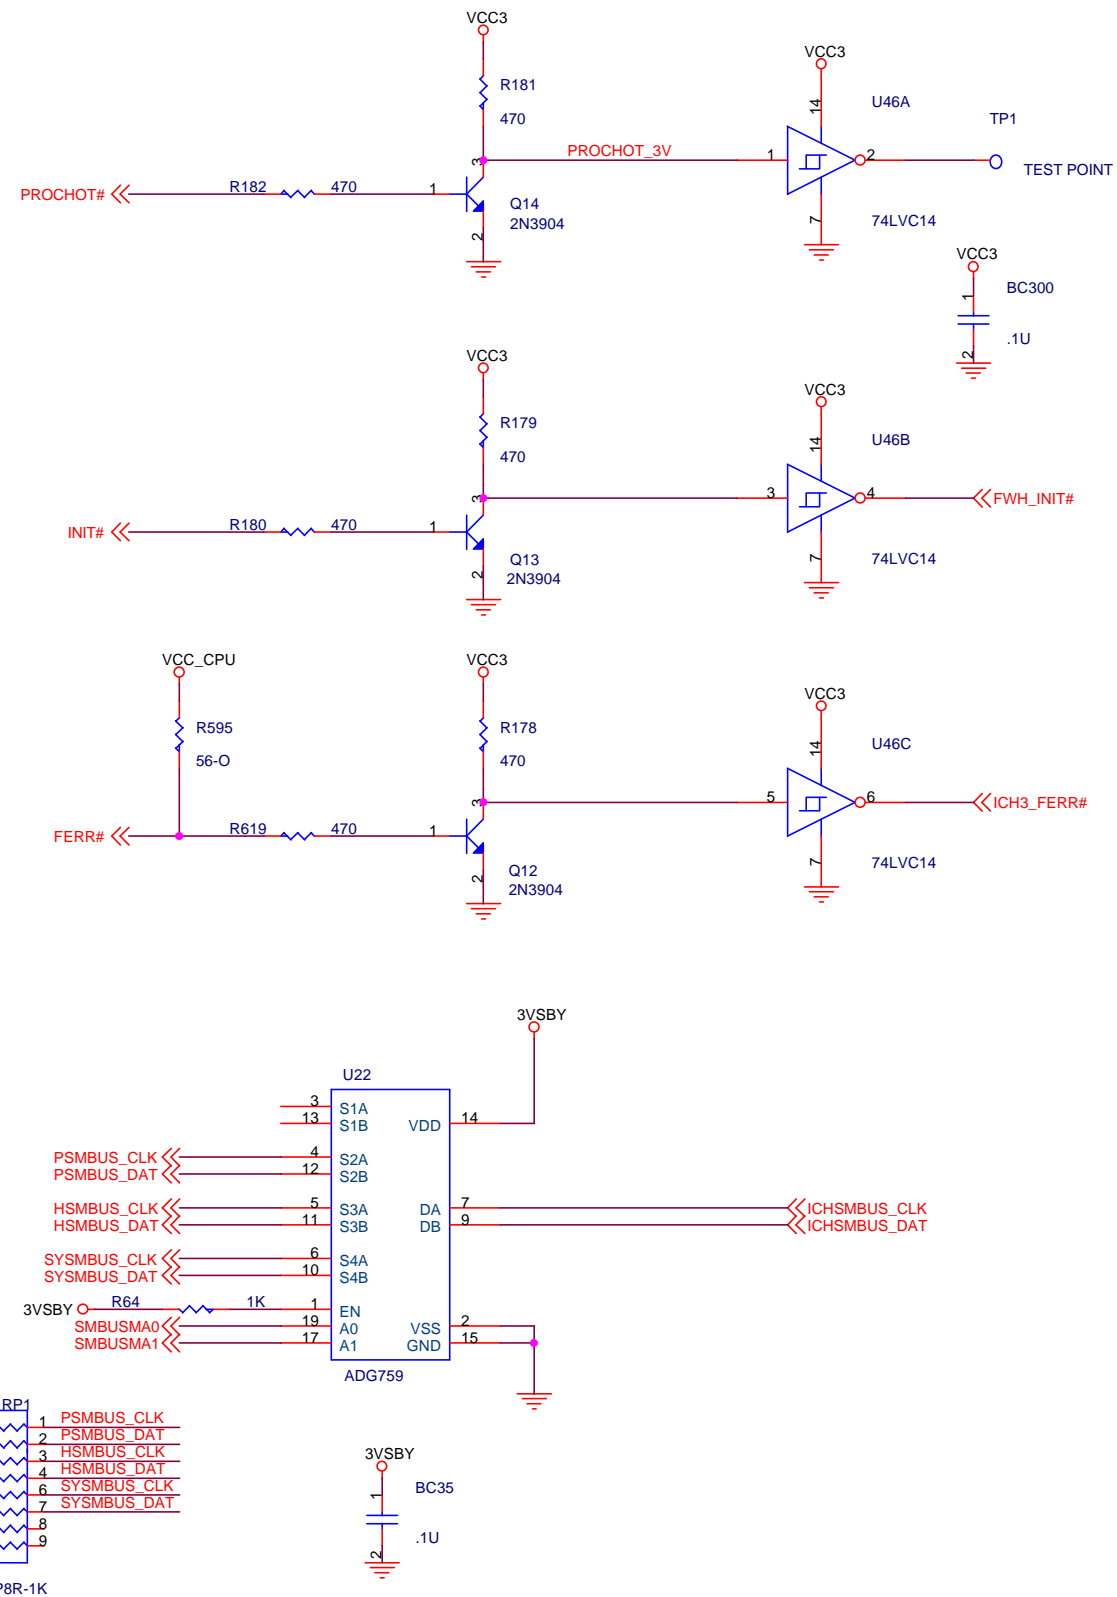 VCC3
R181
470
3
PROCHOT_3V
VCC3
14
U46A
1
2
TP1
TEST POINT
7
74LVC14
PROCHOT#
R182
470
1
Q14
2N3904
2
VCC3
1
BC300
.1U
2
VCC3
R179
470
3
VCC3
14
U46B
3
4
FWH_INIT#
7
74LVC14
INIT#
R180
470
1
Q13
2N3904
2
VCC_CPU
R595
56-O
VCC3
R178
470
3
VCC3
14
U46C
5
6
ICH3_FERR#
7
74LVC14
FERR#
R619
470
1
Q12
2N3904
2
3VSBY
U22
3
S1A
13
S1B
VDD
14
PSMBUS_CLK
4
S2A
PSMBUS_DAT
12
S2B
HSMBUS_CLK
5
S3A
DA
7
ICHSMBUS_CLK
HSMBUS_DAT
11
S3B
DB
9
ICHSMBUS_DAT
SYSMBUS_CLK
6
S4A
SYSMBUS_DAT
10
S4B
3VSBY
R64
1K
1
EN
SMBUSMA0
19
A0
VSS
2
SMBUSMA1
17
A1
GND
15
ADG759
RP1
1
PSMBUS_CLK
2
PSMBUS_DAT
3
HSMBUS_CLK
4
HSMBUS_DAT
6
SYSMBUS_CLK
7
SYSMBUS_DAT
8
9
P8R-1K
3VSBY
1
BC35
.1U
2